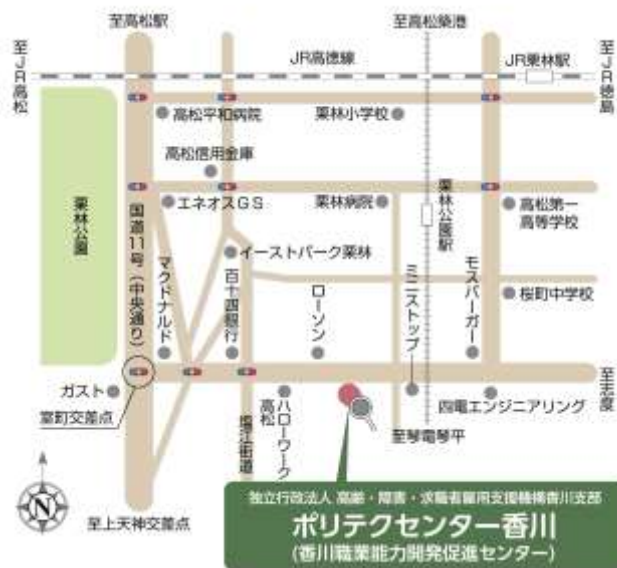 至高松駅
至高松築港
至JR高松
JR高徳線
JR栗林駅
至JR徳島
高松平和病院
栗林小学校
高松信用金庫
エネオスGS
栗林病院
栗林公園駅
高松第一
高等学校
栗林公園
国道11号(中央通り)
イーストパーク栗林
マクドナルド
百十四銀行
ローソン
ミニストップ
モスバーガー
桜町中学校
ガスト
室町交差点
塩江街道
ハローワーク
高松
四電エンジニアリング
至志度
至琴電琴平
N
至上天神交差点
独立行政法人 高齢・障害・求職者雇用支援機構香川支部
ポリテクセンター香川
(香川職業能力開発促進センター)